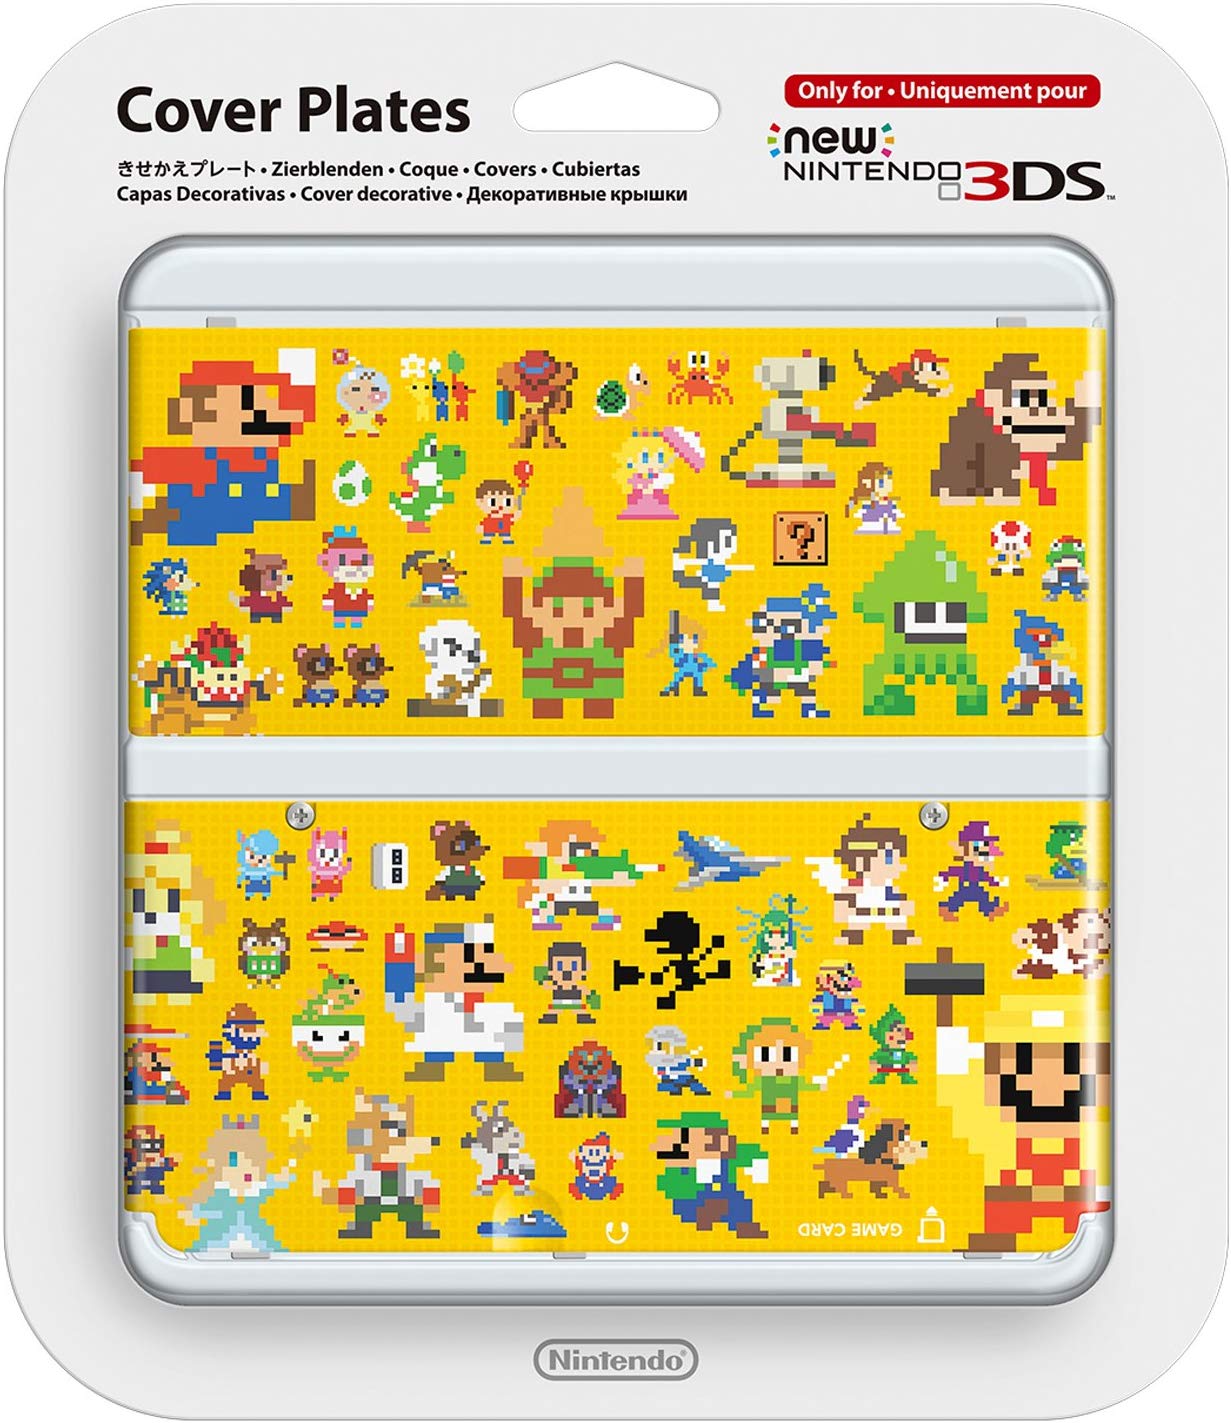 Cover Plates
きせかえプレート • Zierblenden • Coque • Covers • Cubiertas
Capas Decorativas • Cover decorative • Декоративные крышки
Only for • Uniquement pour
new
NINTENDO 3DS™
?
GAME CARD
Nintendo®